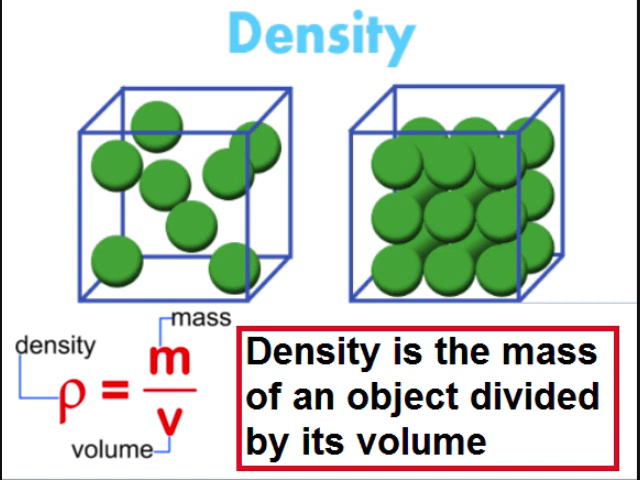 Density
mass
density
ρ = m/v
volume
Density is the mass
of an object divided
by its volume